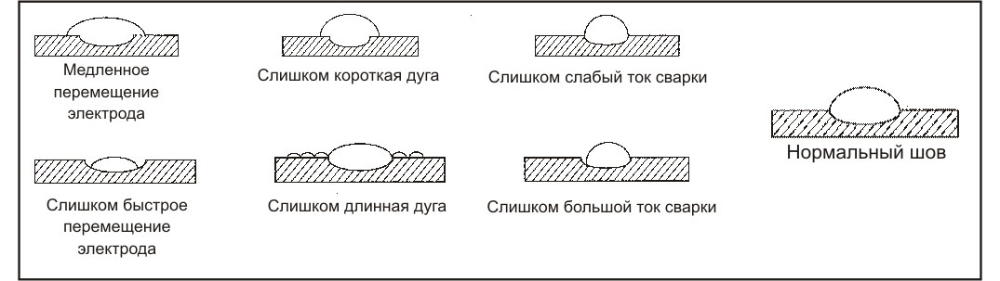 Медленное
перемещение
электрода
Слишком короткая дуга
Слишком слабый ток сварки
Нормальный шов
Слишком быстрое
перемещение
электрода
Слишком длинная дуга
Слишком большой ток сварки